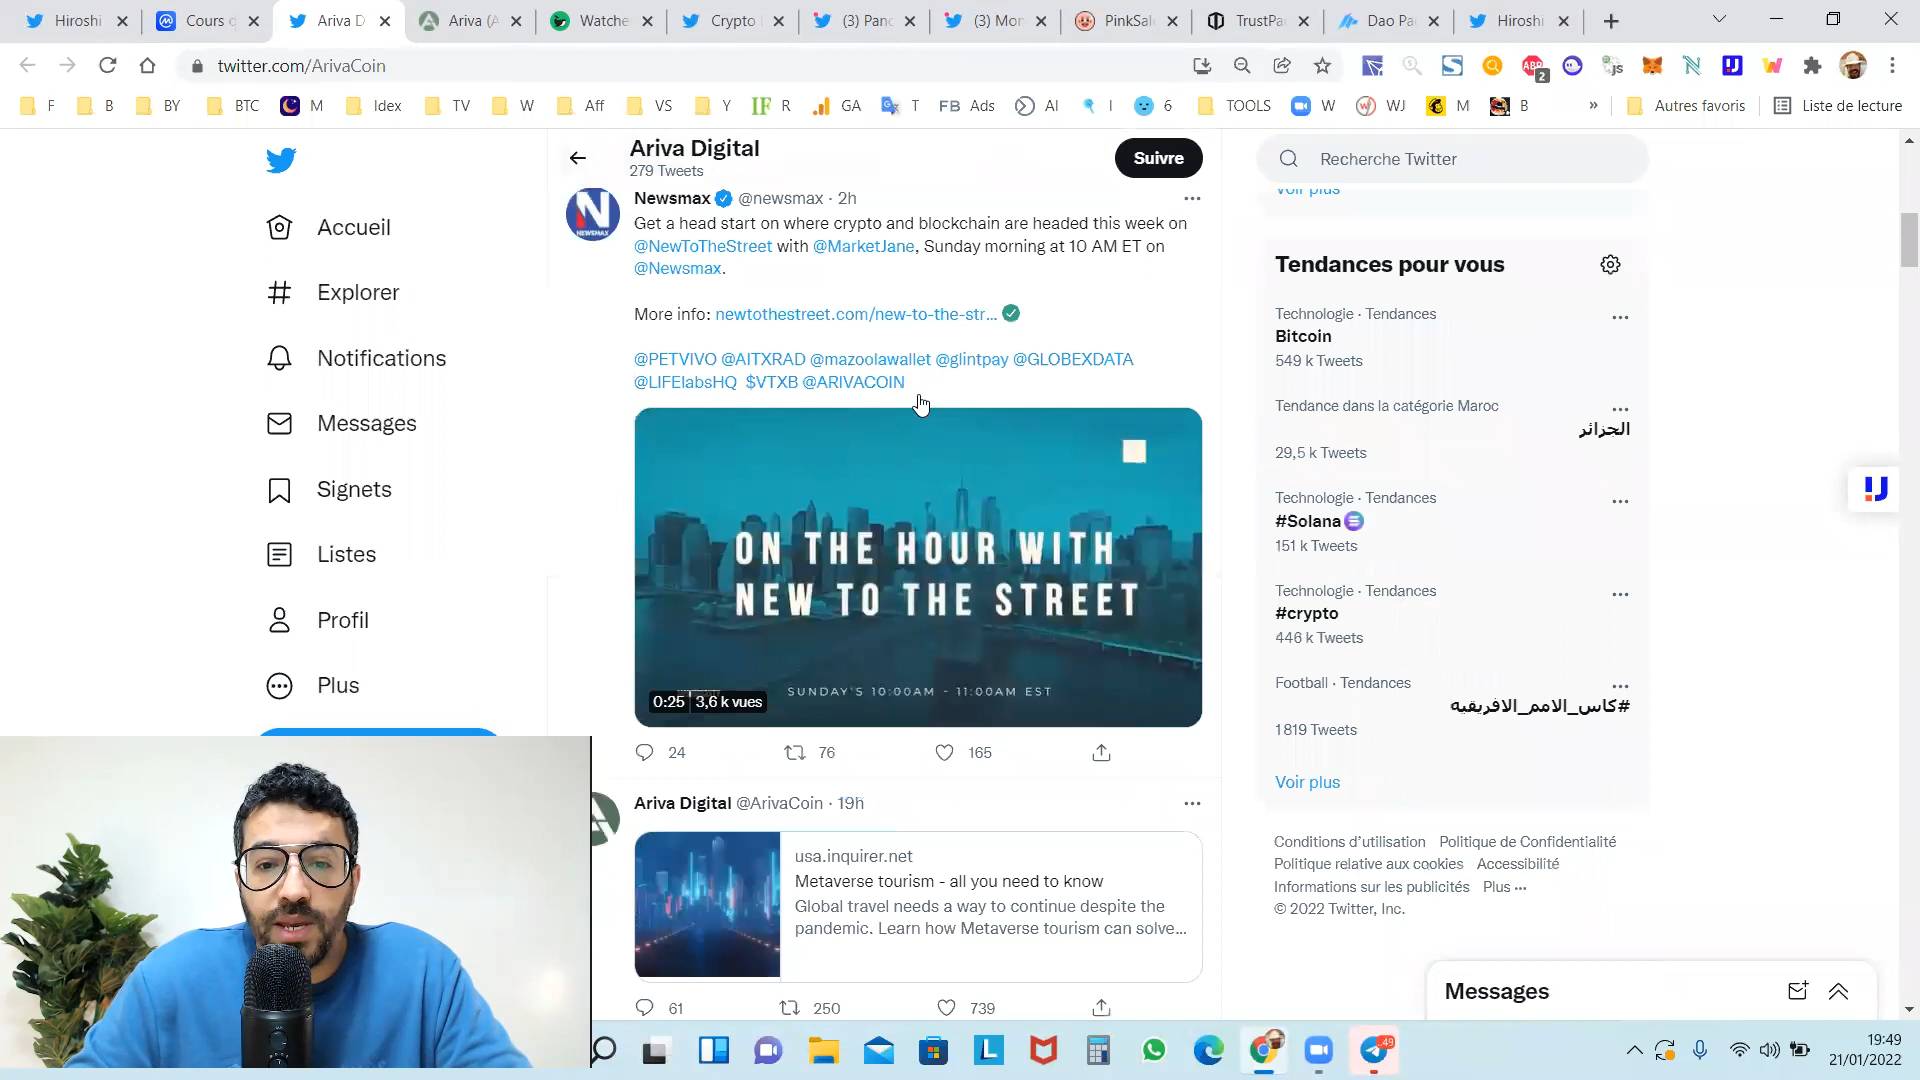 Hiroshi
Cours
Ariva D
Ariva (A
Watche
Crypto
(3) Panc
(3) Mor
PinkSal
TrustPa
Dao Pa
Hiroshi
twitter.com/ArivaCoin
F B BY BTC M Idex TV W Aff VS Y IF R GA T FB Ads AI I 6 TOOLS W WJ M B » Autres favoris Liste de lecture
Ariva Digital
279 Tweets
Suivre
Recherche Twitter
Accueil
Explorer
Notifications
Messages
Signets
Listes
Profil
Plus
Newsmax @newsmax · 2h
Get a head start on where crypto and blockchain are headed this week on
@NewToTheStreet with @MarketJane, Sunday morning at 10 AM ET on
@Newsmax.
More info: newtothestreet.com/new-to-the-str...
@PETVIVO @AITXRAD @mazoolawallet @glintpay @GLOBEXDATA
@LIFElabsHQ $VTXB @ARIVACOIN
ON THE HOUR WITH
NEW TO THE STREET
SUNDAY'S 10:00AM - 11:00AM EST
0:25 3,6 k vues
24 76 165
Ariva Digital @ArivaCoin · 19h
usa.inquirer.net
Metaverse tourism - all you need to know
Global travel needs a way to continue despite the
pandemic. Learn how Metaverse tourism can solve...
61 250 739
Voir plus
Tendances pour vous
Technologie · Tendances
Bitcoin
549 k Tweets
Tendance dans la catégorie Maroc
الجزائر
29,5 k Tweets
Technologie · Tendances
#Solana
151 k Tweets
Technologie · Tendances
#crypto
446 k Tweets
Football · Tendances
#كاس_الامم_الافريقيه
1 819 Tweets
Voir plus
Conditions d'utilisation Politique de Confidentialité
Politique relative aux cookies Accessibilité
Informations sur les publicités Plus ···
© 2022 Twitter, Inc.
Messages
49
19:49
21/01/2022